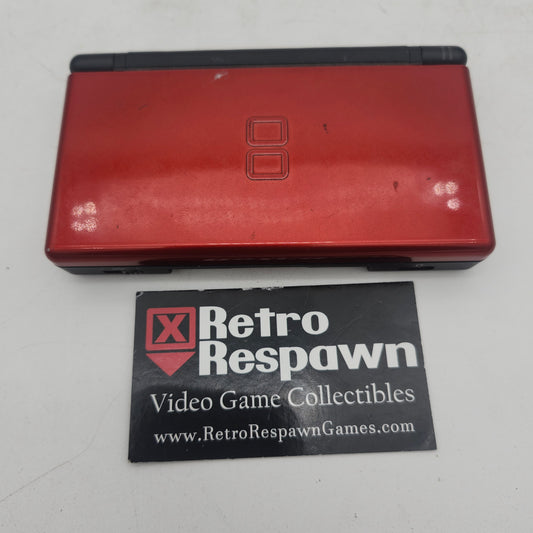 X Retro
Respawn
Video Game Collectibles
www.RetroRespawnGames.com